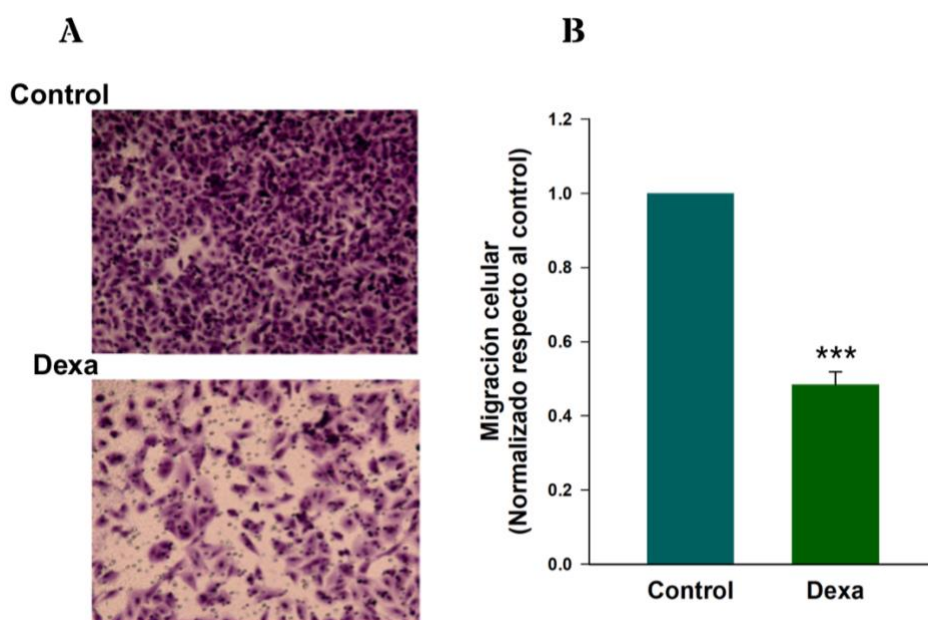 A
B
Control
Dexa
Migración celular
(Normalizado respecto al control)
1.2
1.0
0.8
0.6
0.4
0.2
0.0
***
Control
Dexa